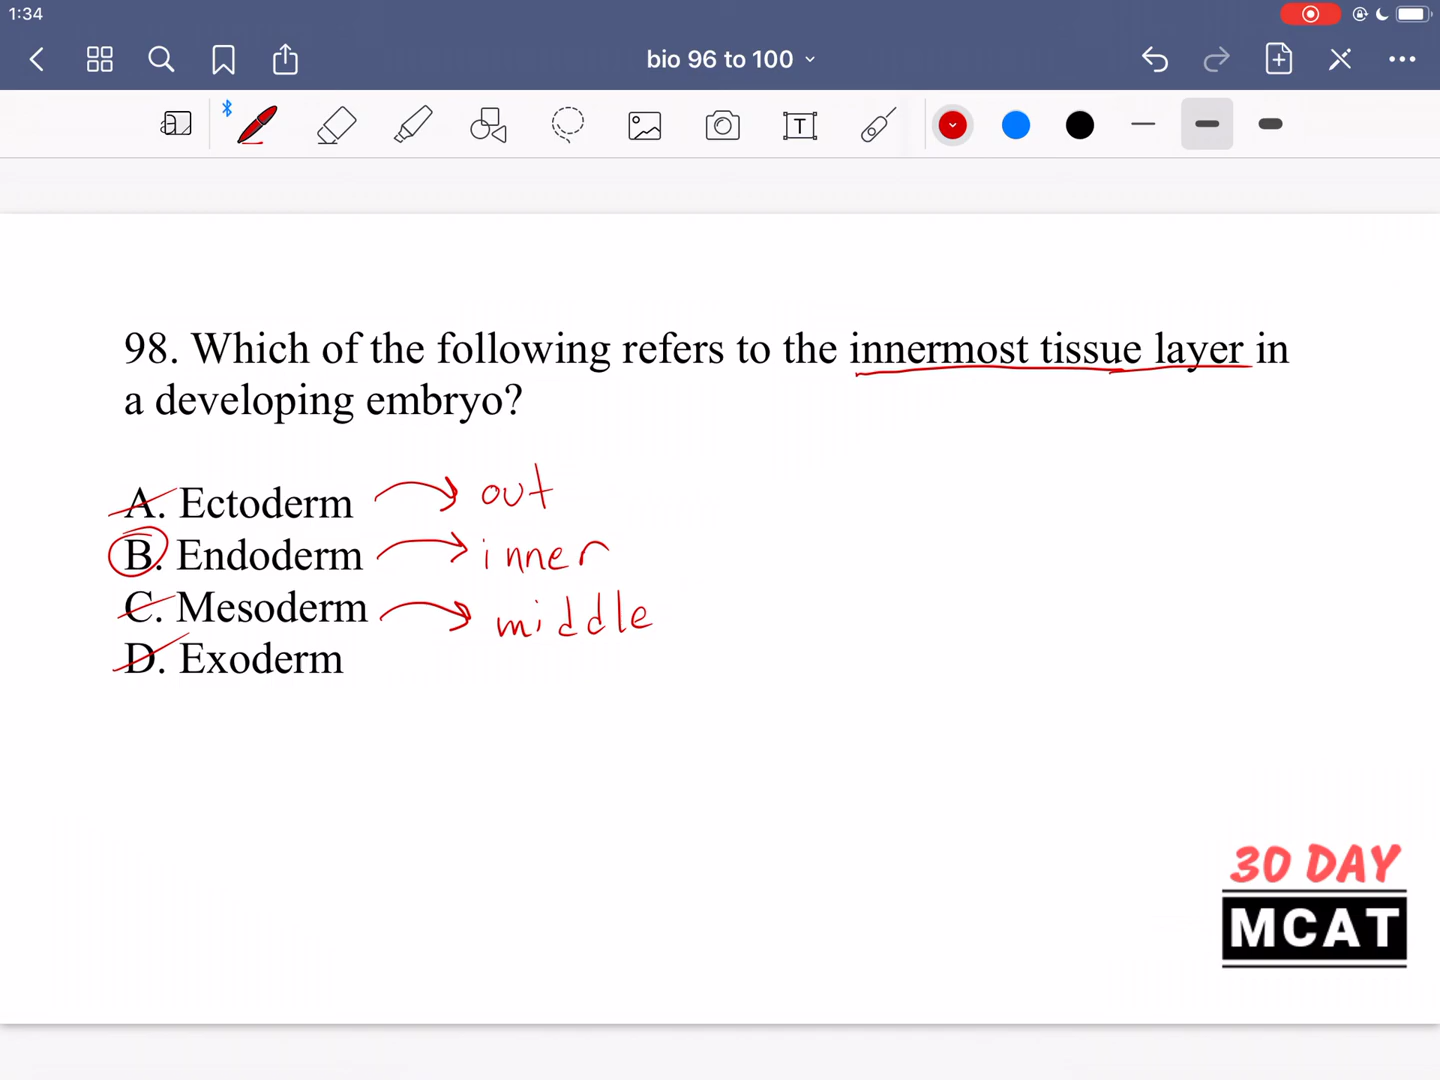 1:34
bio 96 to 100
T
98. Which of the following refers to the innermost tissue layer in
a developing embryo?
A. Ectoderm out
B. Endoderm inner
C. Mesoderm middle
D. Exoderm
30 DAY
MCAT